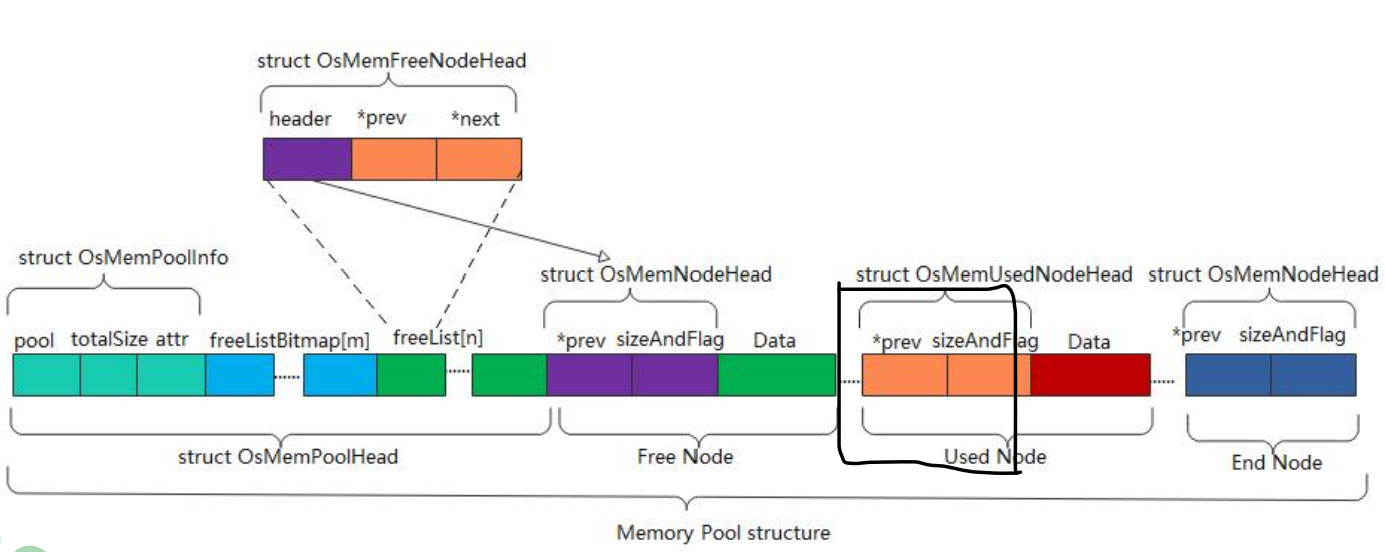 struct OsMemFreeNodeHead
header *prev *next
struct OsMemPoolInfo
struct OsMemNodeHead
struct OsMemUsedNodeHead
struct OsMemNodeHead
pool totalSize attr freeListBitmap[m] freeList[n] *prev sizeAndFlag Data *prev sizeAndFlag Data *prev sizeAndFlag
...... ...... ...... ......
struct OsMemPoolHead
Free Node
Used Node
End Node
Memory Pool structure